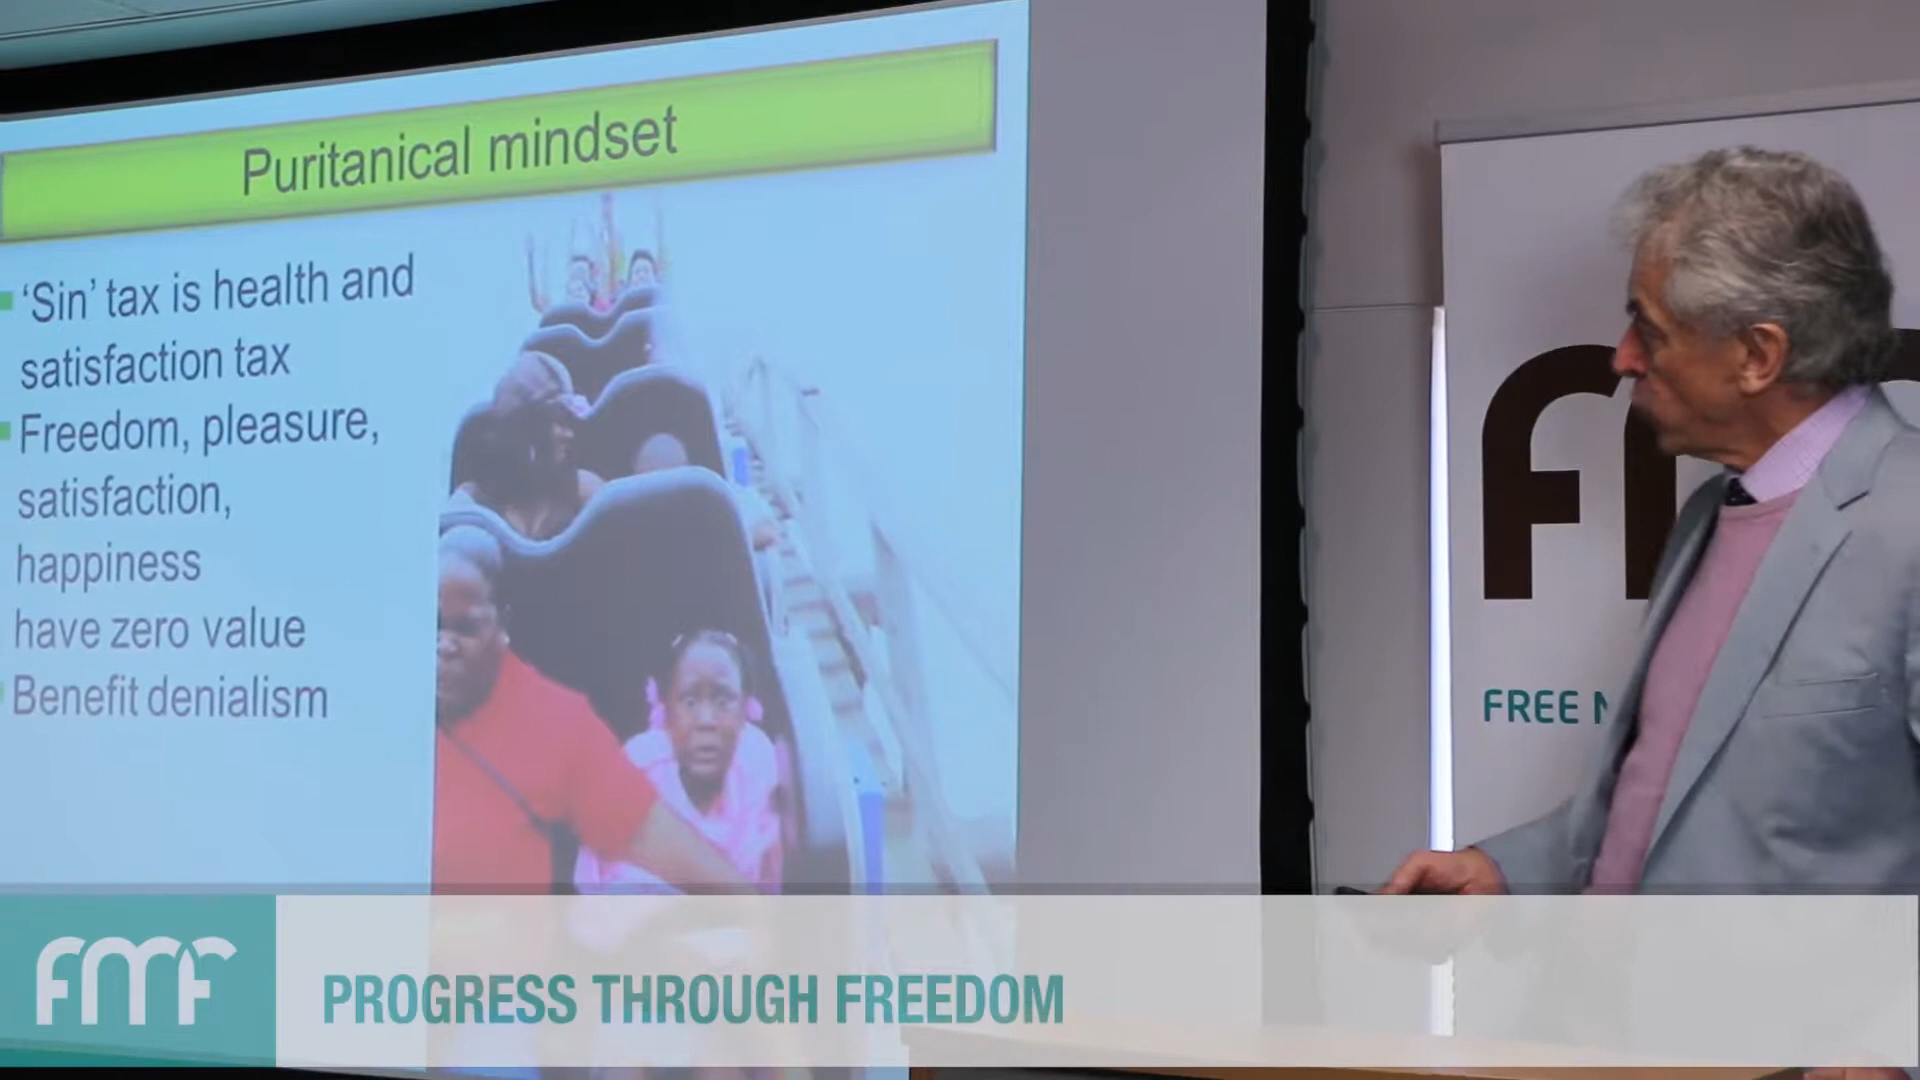 Puritanical mindset
‘Sin’ tax is health and
satisfaction tax
Freedom, pleasure,
satisfaction,
happiness
have zero value
Benefit denialism
FREE
FMF
PROGRESS THROUGH FREEDOM